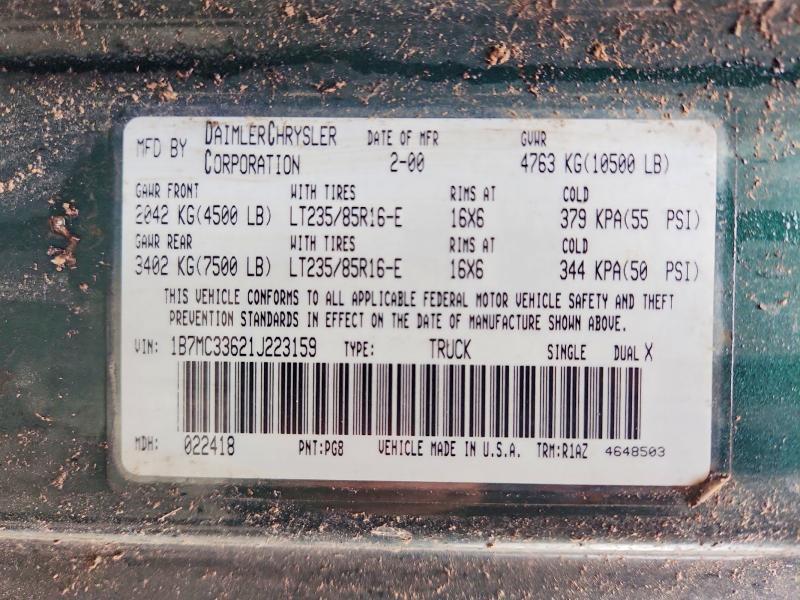 MFD BY DAIMLERCHRYSLER CORPORATION DATE OF MFR 2-00 GVWR 4763 KG(10500 LB)
GAWR FRONT WITH TIRES RIMS AT COLD
2042 KG(4500 LB) LT235/85R16-E 16X6 379 KPA(55 PSI)
GAWR REAR WITH TIRES RIMS AT COLD
3402 KG(7500 LB) LT235/85R16-E 16X6 344 KPA(50 PSI)
THIS VEHICLE CONFORMS TO ALL APPLICABLE FEDERAL MOTOR VEHICLE SAFETY AND THEFT
PREVENTION STANDARDS IN EFFECT ON THE DATE OF MANUFACTURE SHOWN ABOVE.
VIN: 1B7MC33621J223159 TYPE: TRUCK SINGLE DUAL X
MDH: 022418 PNT:PG8 VEHICLE MADE IN U.S.A. TRM:R1AZ 4648503